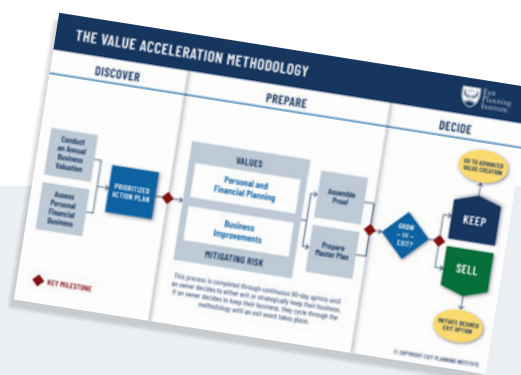 THE VALUE ACCELERATION METHODOLOGY
Exit
Planning
Institute
DISCOVER
PREPARE
DECIDE
Conduct
an Annual
Business
Valuation
Assess
Personal
Financial
Business
PRIORITIZED
ACTION PLAN
VALUES
Personal and
Financial Planning
Business
Improvements
MITIGATING RISK
Assemble
Proof
Prepare
Master Plan
This process is completed through continuous 90-day sprints until
an owner decides to either exit or strategically keep their business.
If an owner decides to keep their business, they cycle through the
methodology until an exit event takes place.
GROW
— OR —
EXIT?
GO TO ADVANCED
VALUE CREATION
KEEP
SELL
INITIATE DESIRED
EXIT OPTION
KEY MILESTONE
© COPYRIGHT EXIT PLANNING INSTITUTE